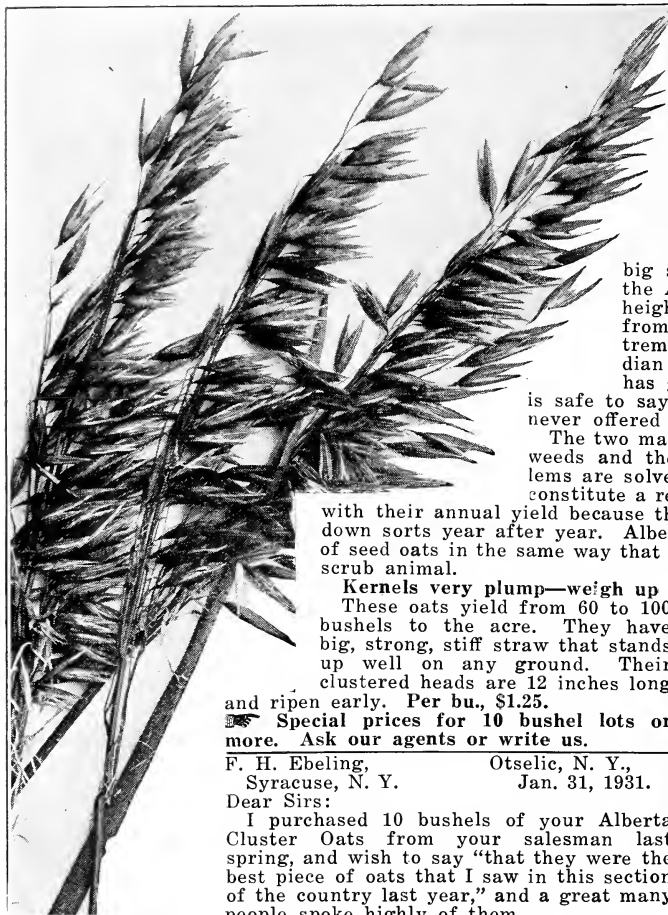 big
the
heigh
from
trem
dian
has
is safe to say
never offered
The two ma
weeds and the
lems are solve
constitute a re
with their annual yield because th
down sorts year after year. Albe
of seed oats in the same way that
scrub animal.
Kernels very plump—weigh up
These oats yield from 60 to 100
bushels to the acre. They have
big, strong, stiff straw that stands
up well on any ground. Their
clustered heads are 12 inches long
and ripen early. Per bu., $1.25.
☞ Special prices for 10 bushel lots or
more. Ask our agents or write us.
F. H. Ebeling, Otselic, N. Y.,
Syracuse, N. Y. Jan. 31, 1931.
Dear Sirs:
I purchased 10 bushels of your Alberta
Cluster Oats from your salesman last
spring, and wish to say "that they were the
best piece of oats that I saw in this section
of the country last year," and a great many
people spoke highly of them